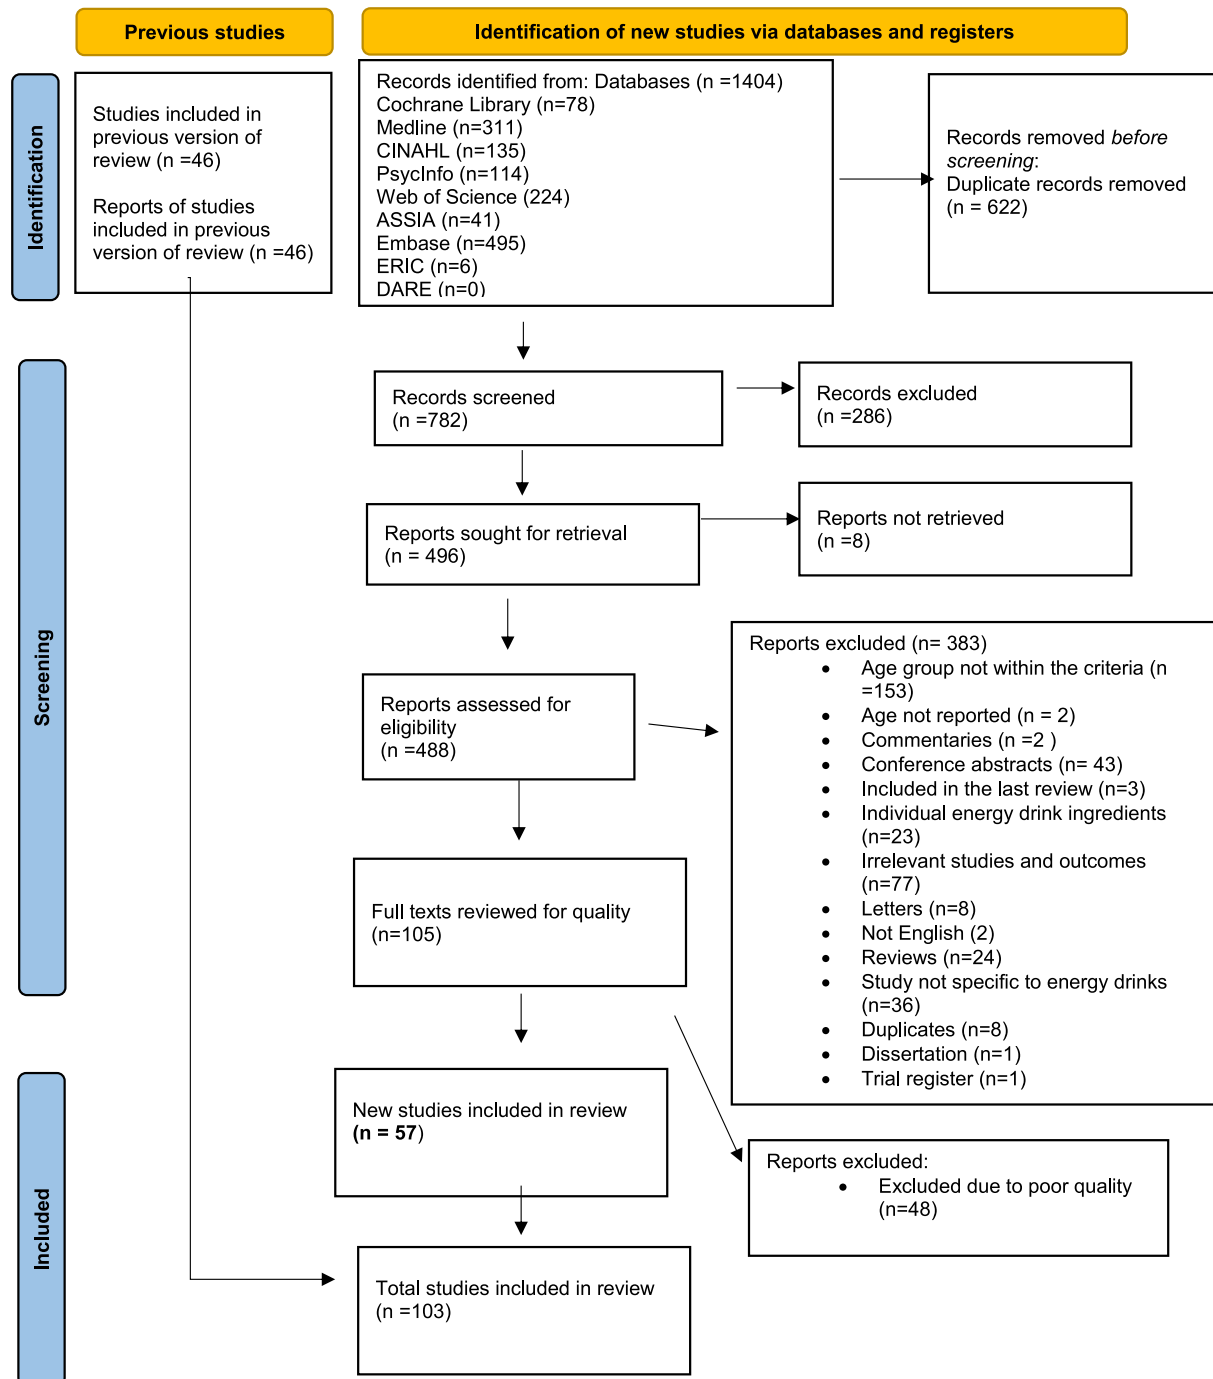 Previous studies
Identification of new studies via databases and registers
Identification
Studies included in
previous version of
review (n =46)
Reports of studies
included in previous
version of review (n =46)
Records identified from: Databases (n =1404)
Cochrane Library (n=78)
Medline (n=311)
CINAHL (n=135)
PsycInfo (n=114)
Web of Science (224)
ASSIA (n=41)
Embase (n=495)
ERIC (n=6)
DARE (n=0)
Records removed before
screening:
Duplicate records removed
(n = 622)
Screening
Records screened
(n =782)
Records excluded
(n =286)
Reports sought for retrieval
(n = 496)
Reports not retrieved
(n =8)
Reports assessed for
eligibility
(n =488)
Reports excluded (n= 383)
• Age group not within the criteria (n
=153)
• Age not reported (n = 2)
• Commentaries (n =2 )
• Conference abstracts (n= 43)
• Included in the last review (n=3)
• Individual energy drink ingredients
(n=23)
• Irrelevant studies and outcomes
(n=77)
• Letters (n=8)
• Not English (2)
• Reviews (n=24)
• Study not specific to energy drinks
(n=36)
• Duplicates (n=8)
• Dissertation (n=1)
• Trial register (n=1)
Full texts reviewed for quality
(n=105)
Included
New studies included in review
(n = 57)
Reports excluded:
• Excluded due to poor quality
(n=48)
Total studies included in review
(n =103)